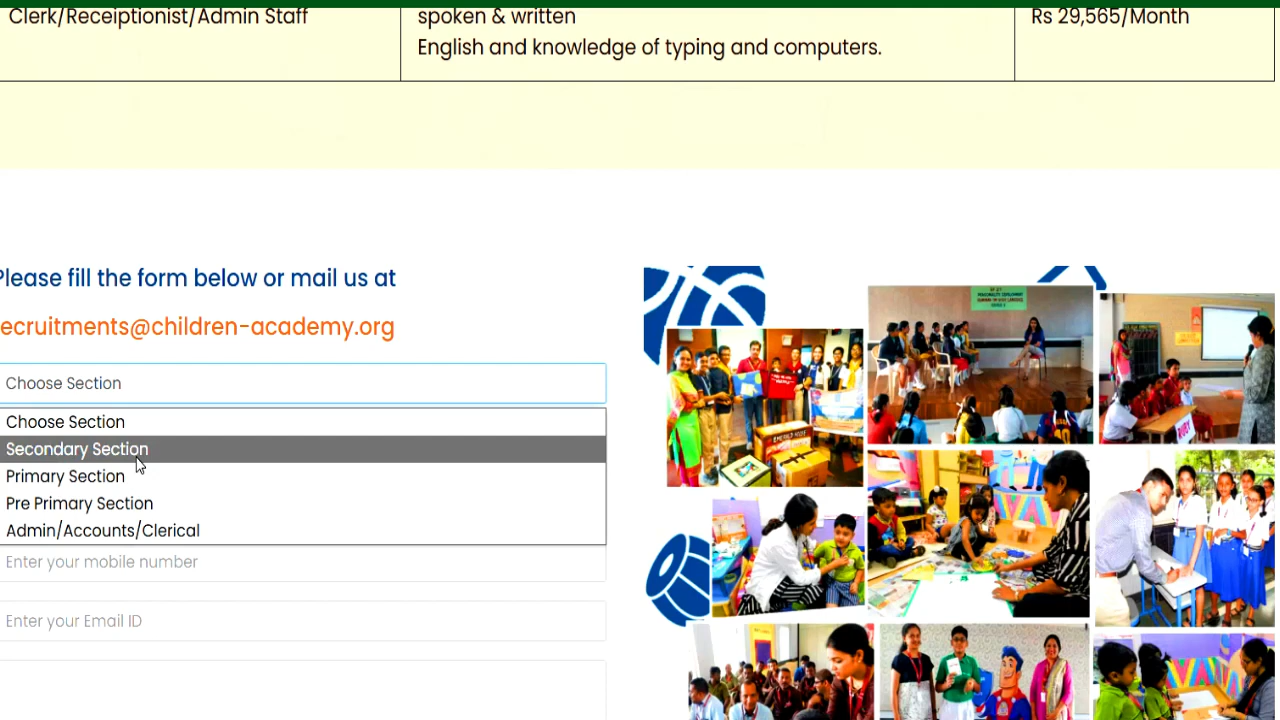 Clerk/Receiptionist/Admin Staff
spoken & written
English and knowledge of typing and computers.
Rs 29,565/Month
Please fill the form below or mail us at
ecruitments@children-academy.org
Choose Section
Choose Section
Secondary Section
Primary Section
Pre Primary Section
Admin/Accounts/Clerical
Enter your mobile number
Enter your Email ID
RUBY